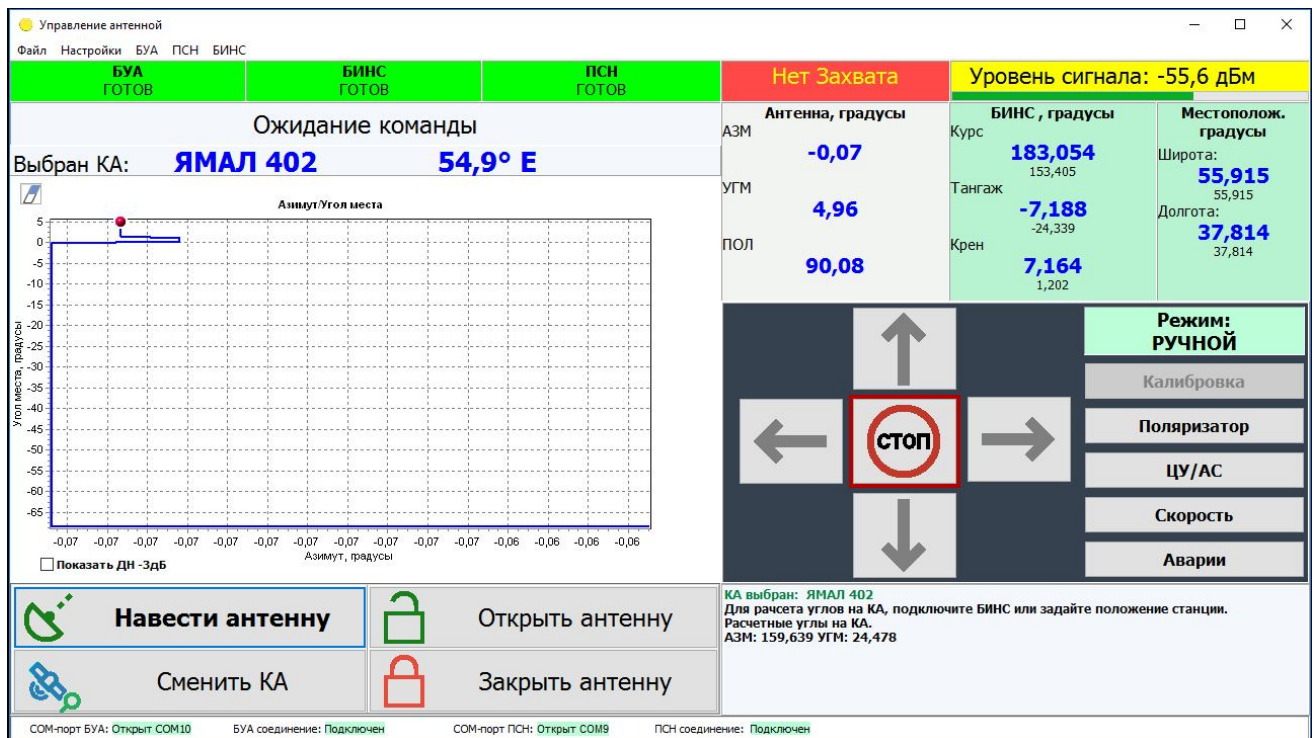 Управление антенной
Файл Настройки БУА ПСН БИНС
БУА
ГОТОВ
БИНС
ГОТОВ
ПСН
ГОТОВ
Нет Захвата
Уровень сигнала: -55,6 дБм
Ожидание команды
Выбран КА: ЯМАЛ 402 54,9° E
Антенна, градусы
АЗМ
-0,07
УГМ
4,96
ПОЛ
90,08
БИНС , градусы
Курс
183,054
153,405
Тангаж
-7,188
-24,339
Крен
7,164
1,202
Местополож.
градусы
Широта:
55,915
55,915
Долгота:
37,814
37,814
Азимут/Угол места
Угол места, градусы
5
0
-5
-10
-15
-20
-25
-30
-35
-40
-45
-50
-55
-60
-65
-0,07 -0,07 -0,07 -0,07 -0,07 -0,07 -0,07 -0,07 -0,07 -0,07 -0,07 -0,06 -0,06 -0,06 -0,06
Азимут, градусы
Показать ДН -3дБ
СТОП
Режим:
РУЧНОЙ
Калибровка
Поляризатор
ЦУ/АС
Скорость
Аварии
Навести антенну
Открыть антенну
Сменить КА
Закрыть антенну
КА выбран: ЯМАЛ 402
Для рачсета углов на КА, подключите БИНС или задайте положение станции.
Расчетные углы на КА.
АЗМ: 159,639 УГМ: 24,478
COM-порт БУА: Открыт COM10 БУА соединение: Подключен COM-порт ПСН: Открыт COM9 ПСН соединение: Подключен